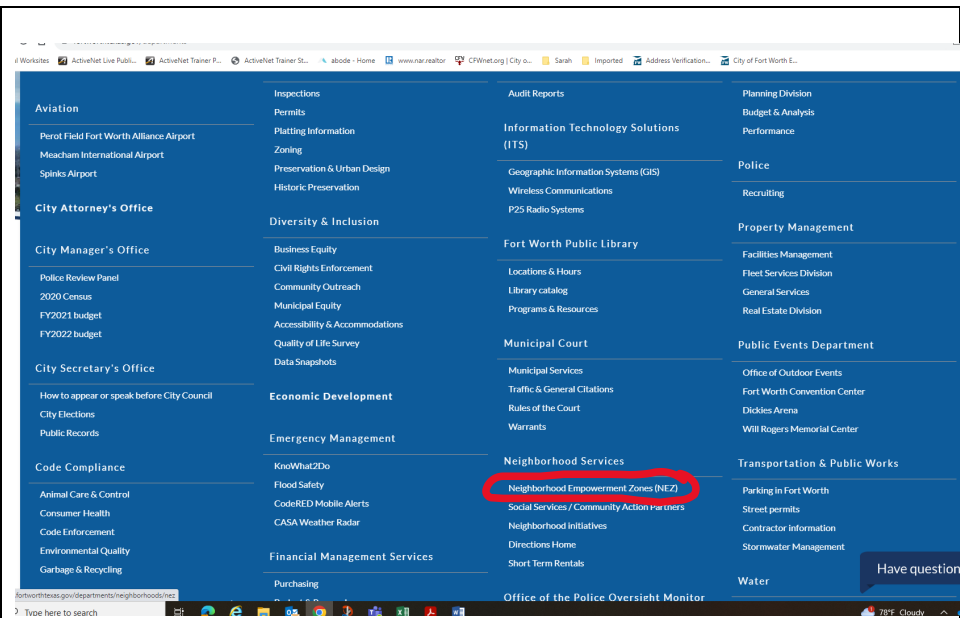 al Worksites ActiveNet Live Publi... ActiveNet Trainer P... ActiveNet Trainer St... abode - Home www.nar.realtor CFWnet.org | City o... Sarah Imported Address Verification... City of Fort Worth E...
Aviation
Perot Field Fort Worth Alliance Airport
Meacham International Airport
Spinks Airport
City Attorney's Office
City Manager's Office
Police Review Panel
2020 Census
FY2021 budget
FY2022 budget
City Secretary's Office
How to appear or speak before City Council
City Elections
Public Records
Code Compliance
Animal Care & Control
Consumer Health
Code Enforcement
Environmental Quality
Garbage & Recycling
Inspections
Permits
Platting Information
Zoning
Preservation & Urban Design
Historic Preservation
Diversity & Inclusion
Business Equity
Civil Rights Enforcement
Community Outreach
Municipal Equity
Accessibility & Accommodations
Quality of Life Survey
Data Snapshots
Economic Development
Emergency Management
KnoWhat2Do
Flood Safety
CodeRED Mobile Alerts
CASA Weather Radar
Financial Management Services
Purchasing
Audit Reports
Information Technology Solutions
(ITS)
Geographic Information Systems (GIS)
Wireless Communications
P25 Radio Systems
Fort Worth Public Library
Locations & Hours
Library catalog
Programs & Resources
Municipal Court
Municipal Services
Traffic & General Citations
Rules of the Court
Warrants
Neighborhood Services
Neighborhood Empowerment Zones (NEZ)
Social Services / Community Action Partners
Neighborhood initiatives
Directions Home
Short Term Rentals
Office of the Police Oversight Monitor
Planning Division
Budget & Analysis
Performance
Police
Recruiting
Property Management
Facilities Management
Fleet Services Division
General Services
Real Estate Division
Public Events Department
Office of Outdoor Events
Fort Worth Convention Center
Dickies Arena
Will Rogers Memorial Center
Transportation & Public Works
Parking in Fort Worth
Street permits
Contractor information
Stormwater Management
Water
Have question
fortworthtexas.gov/departments/neighborhoods/nez
Type here to search
78°F Cloudy